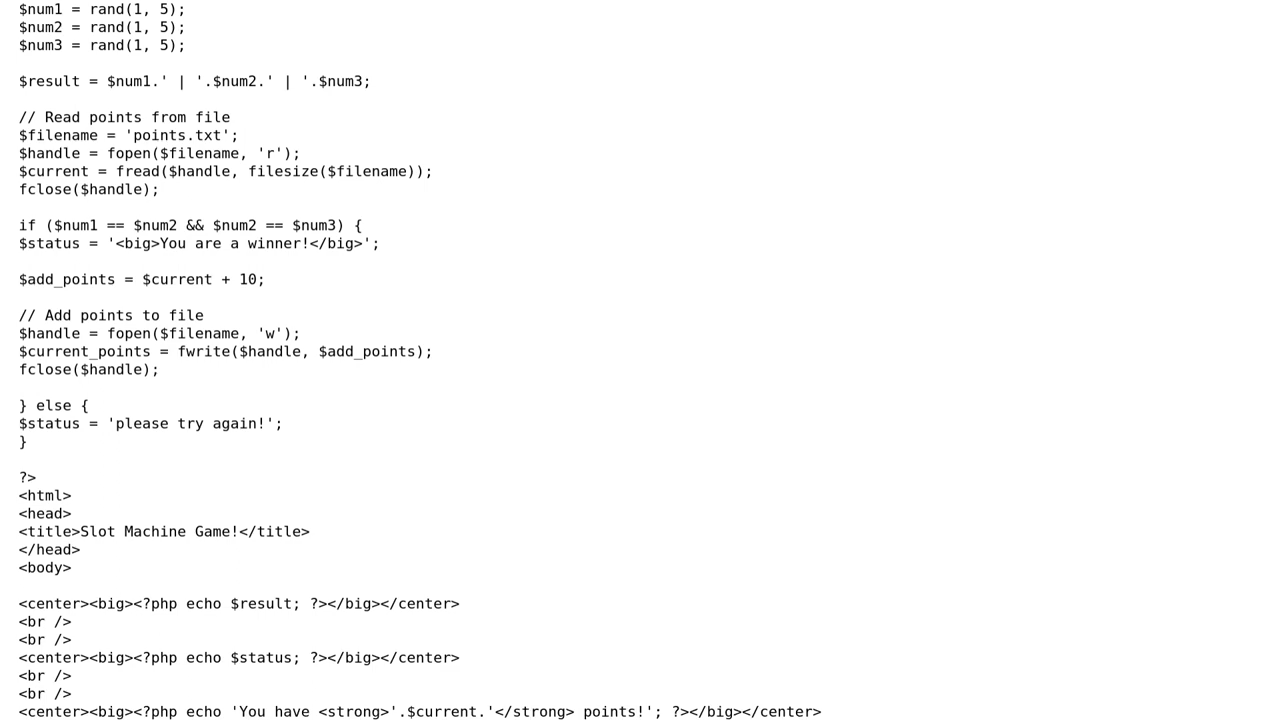 $num1 = rand(1, 5);
$num2 = rand(1, 5);
$num3 = rand(1, 5);

$result = $num1.' | '.$num2.' | '.$num3;

// Read points from file
$filename = 'points.txt';
$handle = fopen($filename, 'r');
$current = fread($handle, filesize($filename));
fclose($handle);

if ($num1 == $num2 && $num2 == $num3) {
$status = '<big>You are a winner!</big>';

$add_points = $current + 10;

// Add points to file
$handle = fopen($filename, 'w');
$current_points = fwrite($handle, $add_points);
fclose($handle);

} else {
$status = 'please try again!';
}

?>
<html>
<head>
<title>Slot Machine Game!</title>
</head>
<body>

<center><big><?php echo $result; ?></big></center>
<br />
<br />
<center><big><?php echo $status; ?></big></center>
<br />
<br />
<center><big><?php echo 'You have <strong>'.$current.'</strong> points!'; ?></big></center>